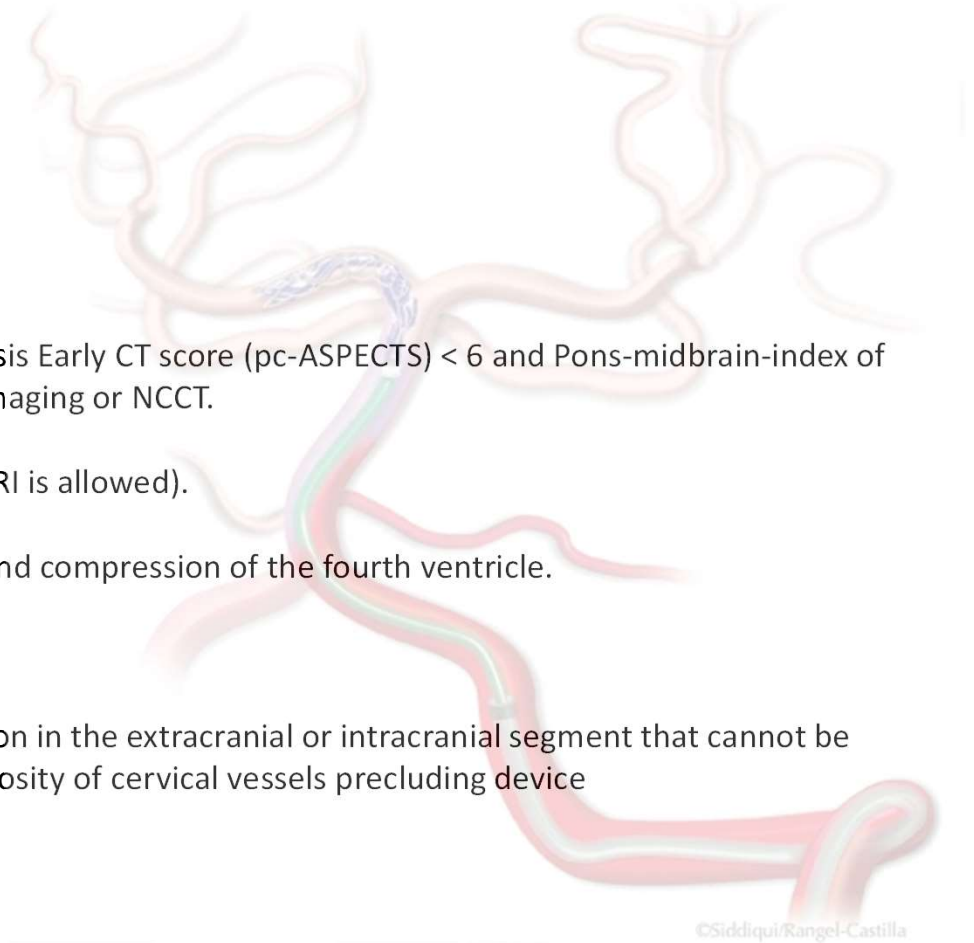 sis Early CT score (pc-ASPECTS) < 6 and Pons-midbrain-index of
naging or NCCT.
RI is allowed).
nd compression of the fourth ventricle.
on in the extracranial or intracranial segment that cannot be
osity of cervical vessels precluding device
©Siddiqui/Rangel-Castilla